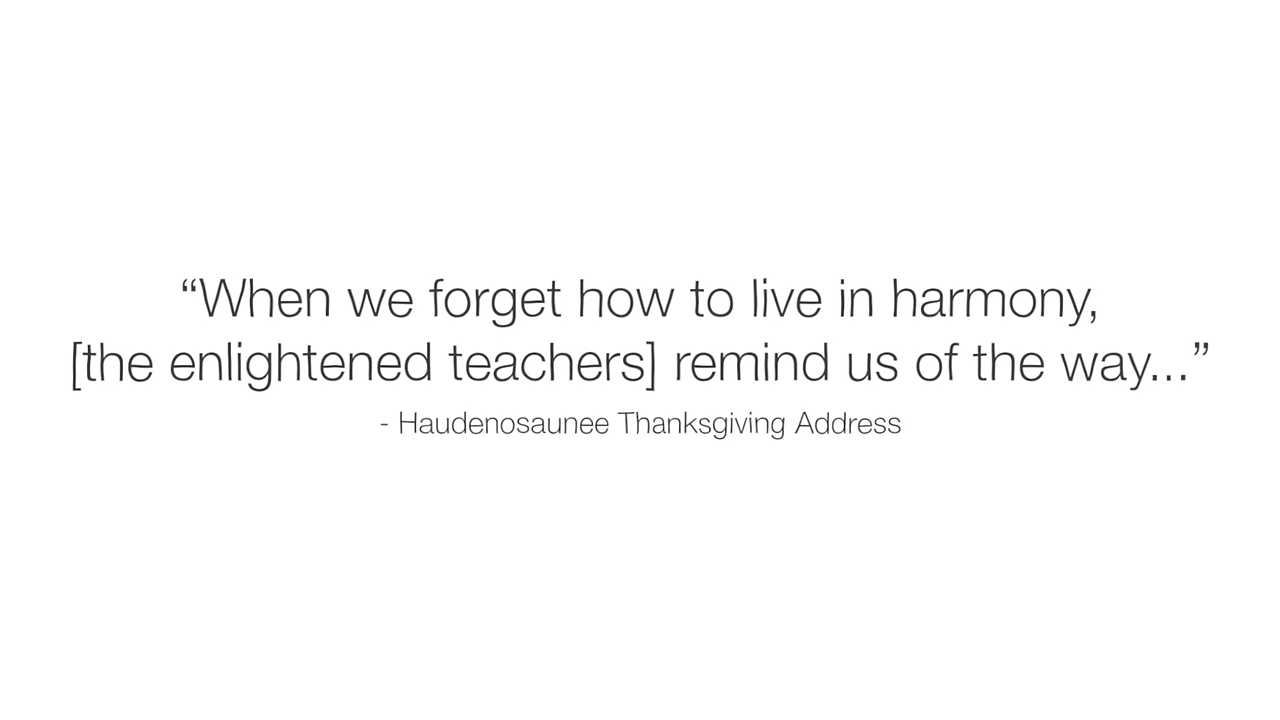 “When we forget how to live in harmony,
[the enlightened teachers] remind us of the way...”
- Haudenosaunee Thanksgiving Address